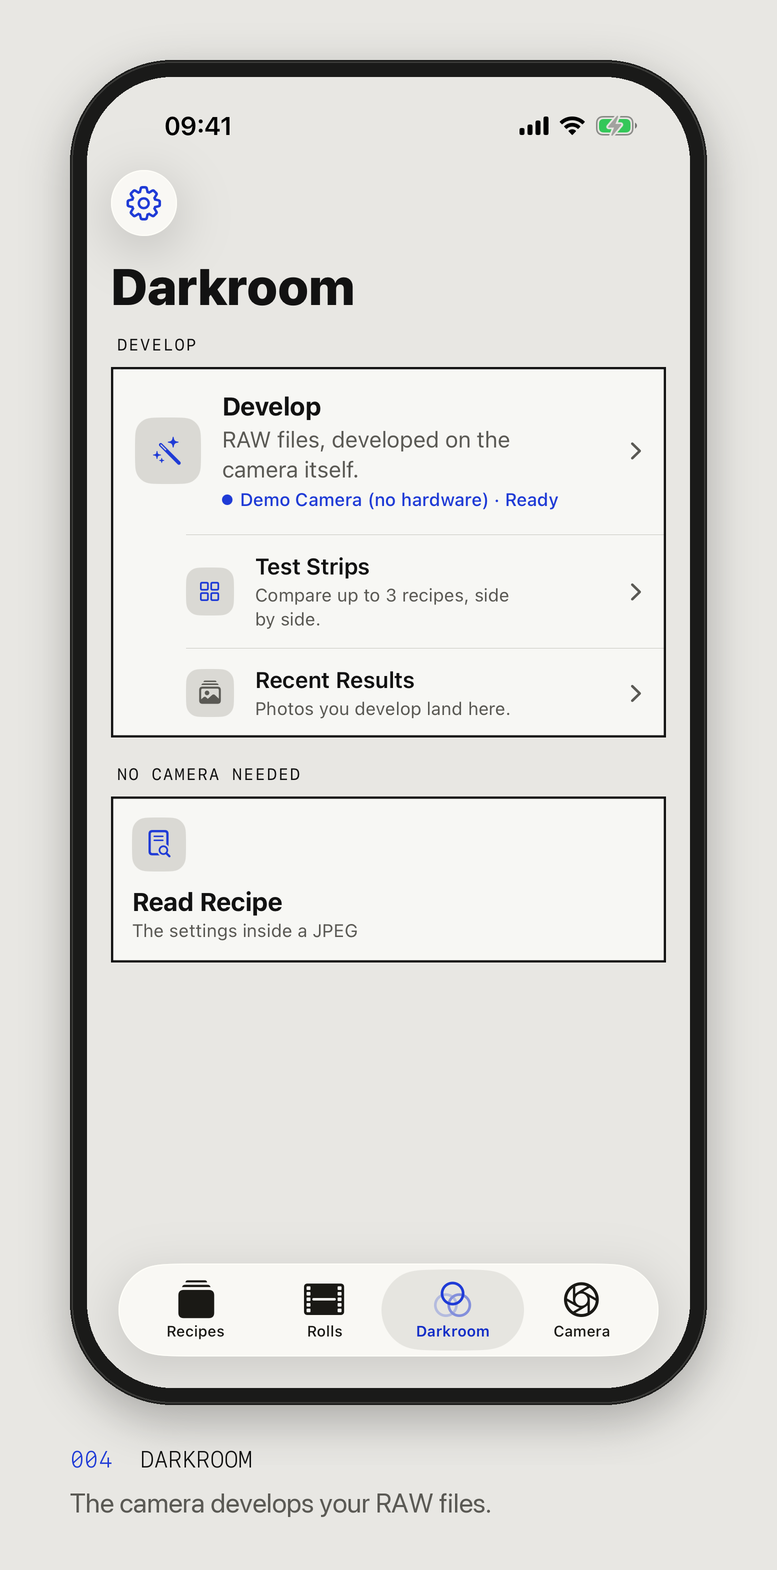 09:41
Darkroom
DEVELOP
Develop
RAW files, developed on the
camera itself.
Demo Camera (no hardware) · Ready
Test Strips
Compare up to 3 recipes, side
by side.
Recent Results
Photos you develop land here.
NO CAMERA NEEDED
Read Recipe
The settings inside a JPEG
Recipes
Rolls
Darkroom
Camera
004 DARKROOM
The camera develops your RAW files.